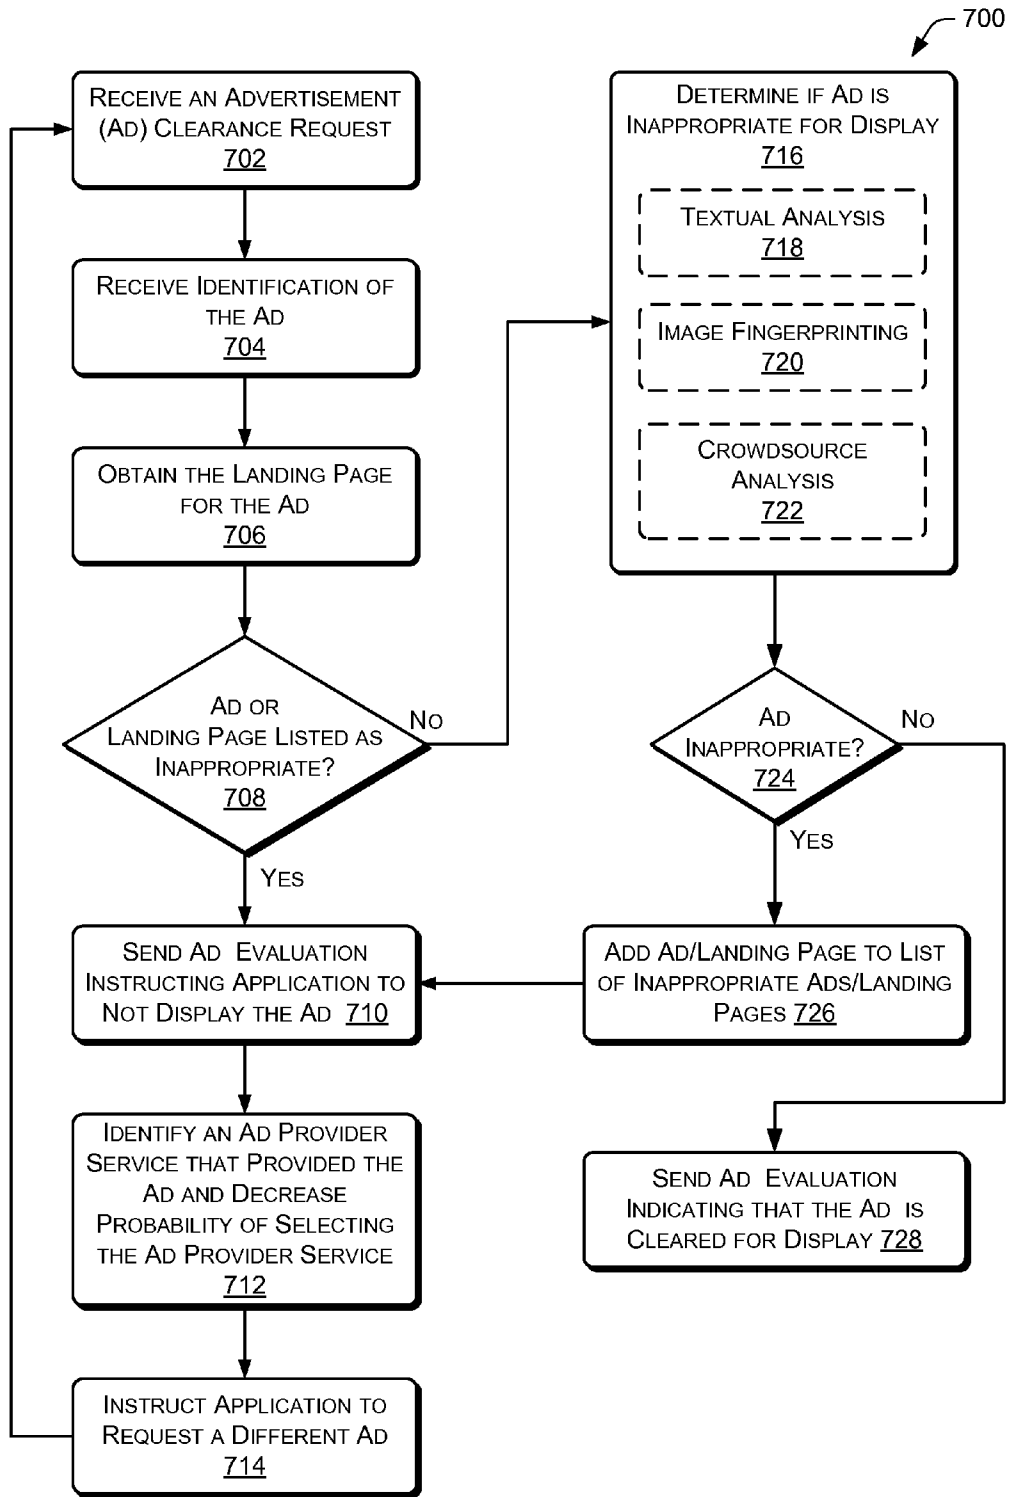 700
RECEIVE AN ADVERTISEMENT
(AD) CLEARANCE REQUEST
702
RECEIVE IDENTIFICATION OF
THE AD
704
OBTAIN THE LANDING PAGE
FOR THE AD
706
AD OR
LANDING PAGE LISTED AS
INAPPROPRIATE?
708
NO
YES
SEND AD EVALUATION
INSTRUCTING APPLICATION TO
NOT DISPLAY THE AD 710
IDENTIFY AN AD PROVIDER
SERVICE THAT PROVIDED THE
AD AND DECREASE
PROBABILITY OF SELECTING
THE AD PROVIDER SERVICE
712
INSTRUCT APPLICATION TO
REQUEST A DIFFERENT AD
714
DETERMINE IF AD IS
INAPPROPRIATE FOR DISPLAY
716
TEXTUAL ANALYSIS
718
IMAGE FINGERPRINTING
720
CROWDSOURCE
ANALYSIS
722
AD
INAPPROPRIATE?
724
NO
YES
ADD AD/LANDING PAGE TO LIST
OF INAPPROPRIATE ADS/LANDING
PAGES 726
SEND AD EVALUATION
INDICATING THAT THE AD IS
CLEARED FOR DISPLAY 728